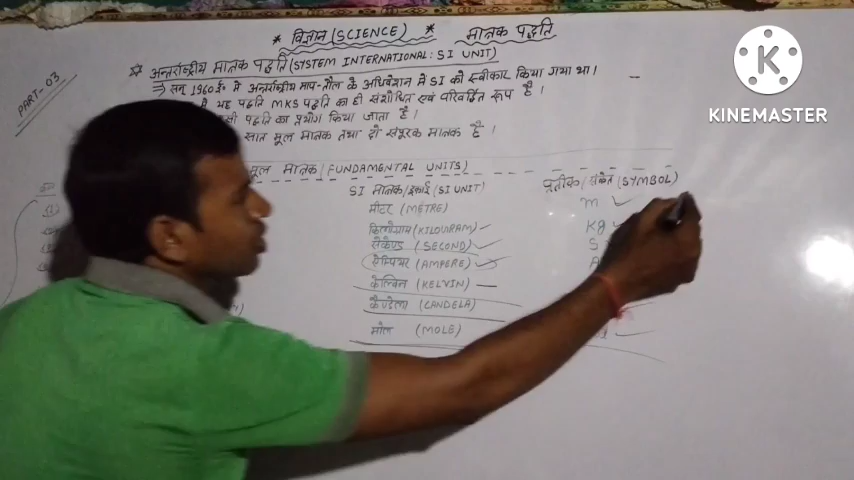 * विज्ञान (SCIENCE) * मात्रक पद्धति
PART-03
* अन्तर्राष्ट्रीय मात्रक पद्धति (SYSTEM INTERNATIONAL: SI UNIT)
⇒ सन् 1960 ई० में अन्तर्राष्ट्रीय माप-तौल के अधिवेशन में SI को स्वीकार किया गया था।
में यह पद्धति MKS पद्धति का ही संशोधित एवं परिवर्द्धित रूप है।
पद्धति का प्रयोग किया जाता है।
सात मूल मात्रक तथा दो संपूरक मात्रक है।
मूल मात्रक (FUNDAMENTAL UNITS)
SI मात्रक/इकाई (SI UNIT) प्रतीक/संकेत (SYMBOL)
मीटर (METRE) m
किलोग्राम (KILOGRAM) Kg
सेकेण्ड (SECOND) S
ऐम्पियर (AMPERE) A
केल्विन (KELVIN)
कैण्डेला (CANDELA)
मोल (MOLE)
KINEMASTER